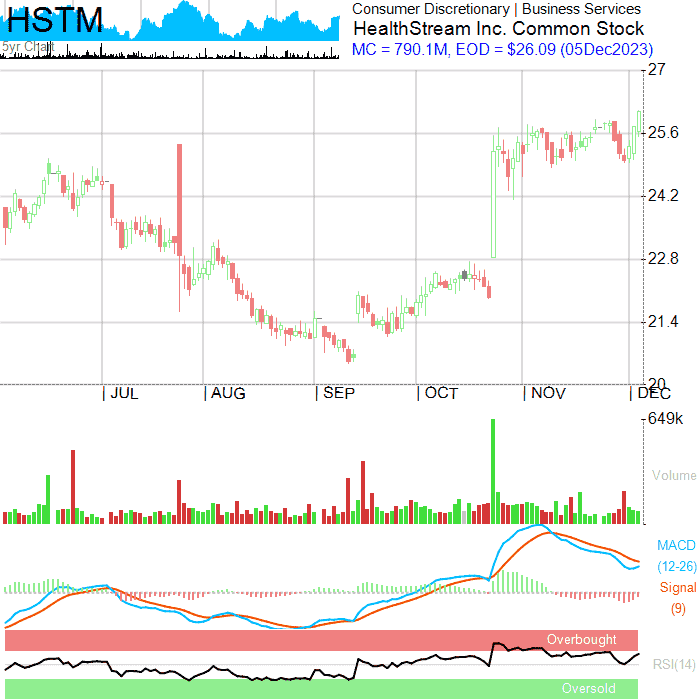 HSTM
5yr Chart
Consumer Discretionary | Business Services
HealthStream Inc. Common Stock
MC = 790.1M, EOD = $26.09 (05Dec2023)
27
25.6
24.2
22.8
21.4
20
JUL AUG SEP OCT NOV DEC
649k
Volume
MACD
(12-26)
Signal
(9)
Overbought
RSI(14)
Oversold